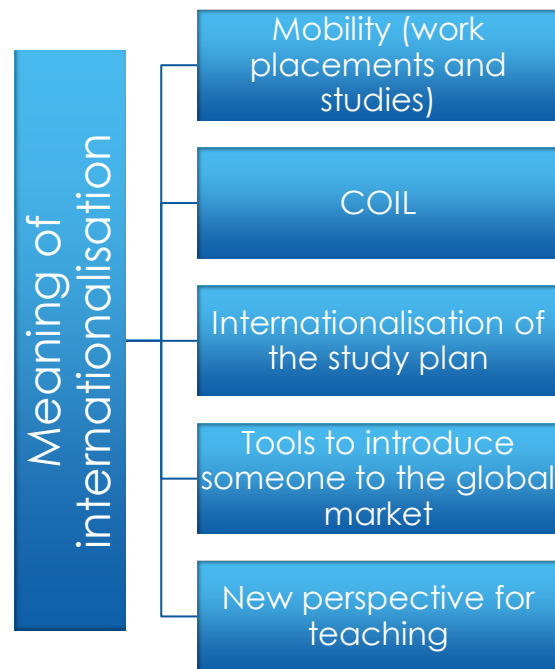 Meaning of
internationalisation
Mobility (work
placements and
studies)
COIL
Internationalisation of
the study plan
Tools to introduce
someone to the global
market
New perspective for
teaching